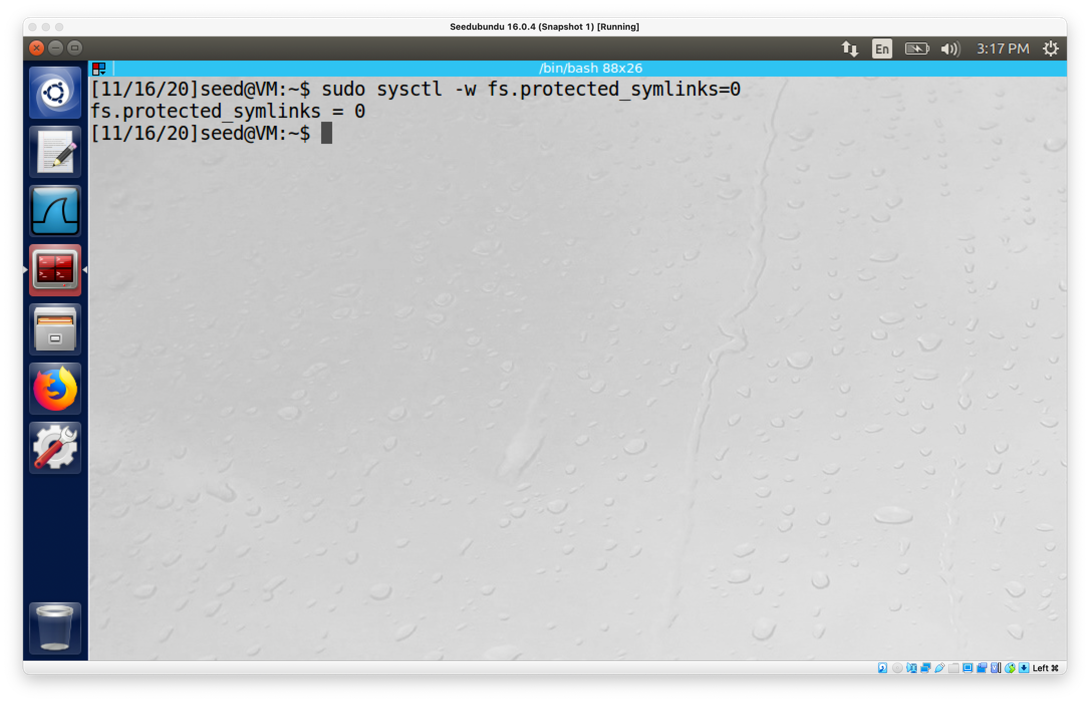 Seedubundu 16.0.4 (Snapshot 1) [Running]
En
3:17 PM
/bin/bash 88x26
[11/16/20]seed@VM:~$ sudo sysctl -w fs.protected_symlinks=0
fs.protected_symlinks = 0
[11/16/20]seed@VM:~$
Left ⌘